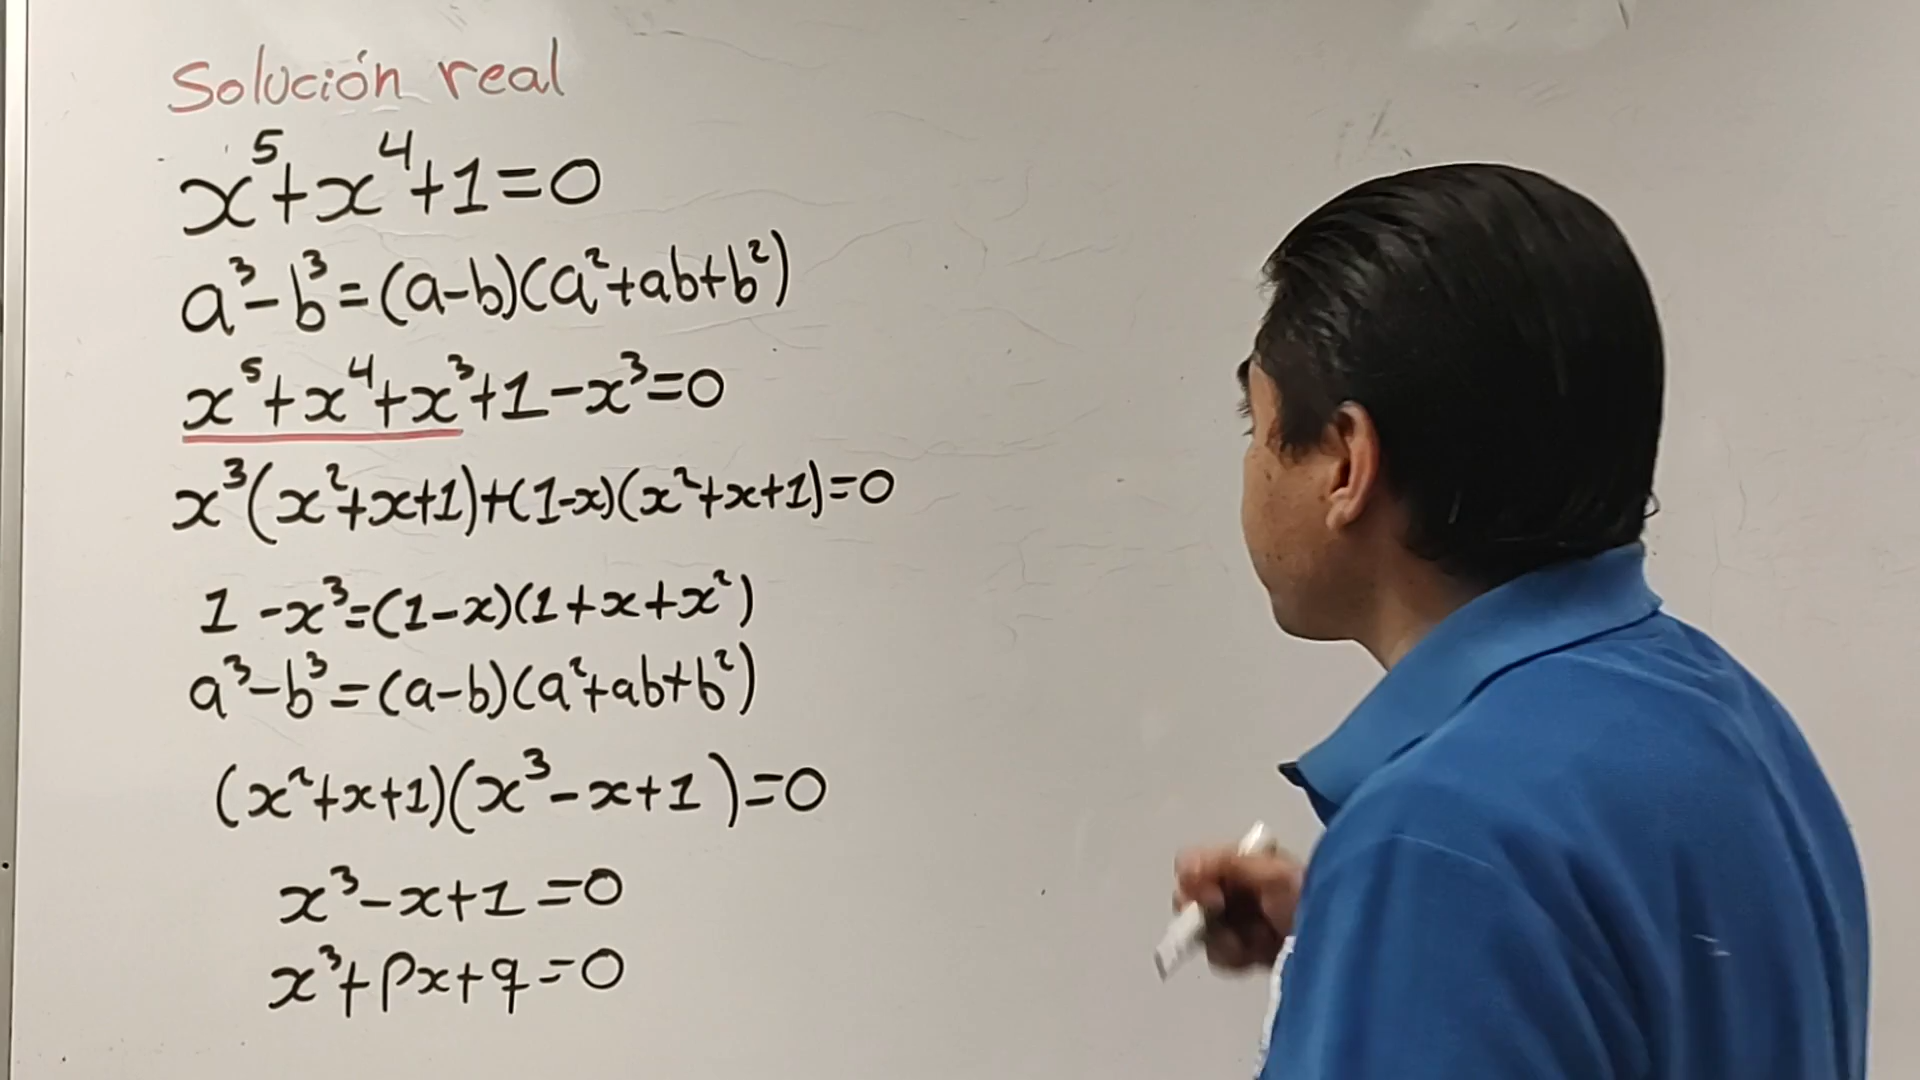 Solución real
x⁵+x⁴+1=0
a³-b³=(a-b)(a²+ab+b²)
x⁵+x⁴+x³+1-x³=0
x³(x²+x+1)+(1-x)(x²+x+1)=0
1-x³=(1-x)(1+x+x²)
a³-b³=(a-b)(a²+ab+b²)
(x²+x+1)(x³-x+1)=0
x³-x+1=0
x³+px+q=0